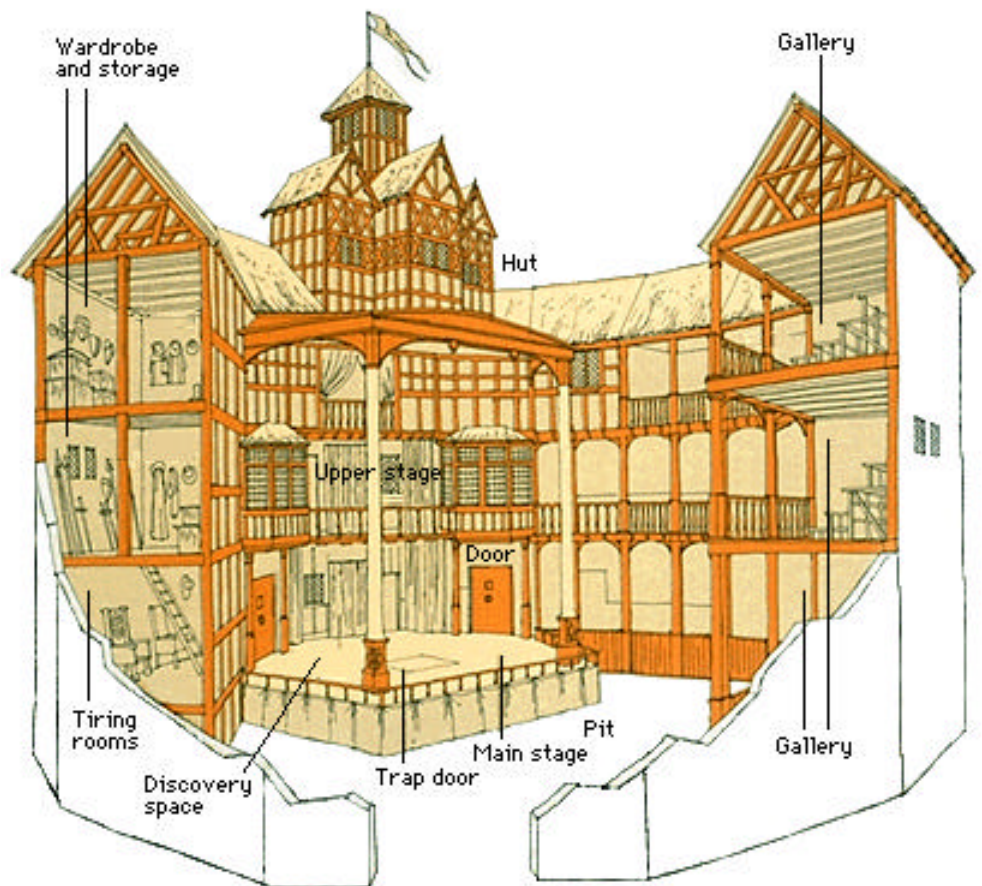 Wardrobe
and storage
Gallery
Hut
Upper stage
Door
Tiring
rooms
Discovery
space
Trap door
Main stage
Pit
Gallery